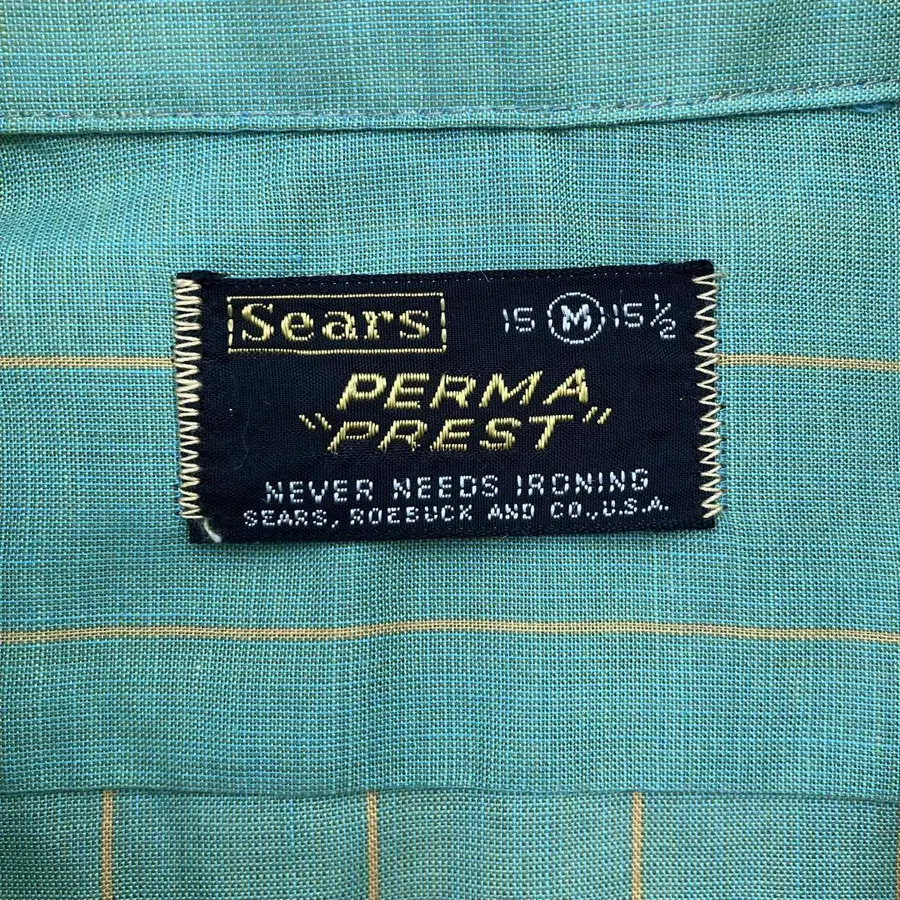 Sears 15 M 15½
PERMA
"PREST"
NEVER NEEDS IRONING
SEARS, ROEBUCK AND CO., U.S.A.